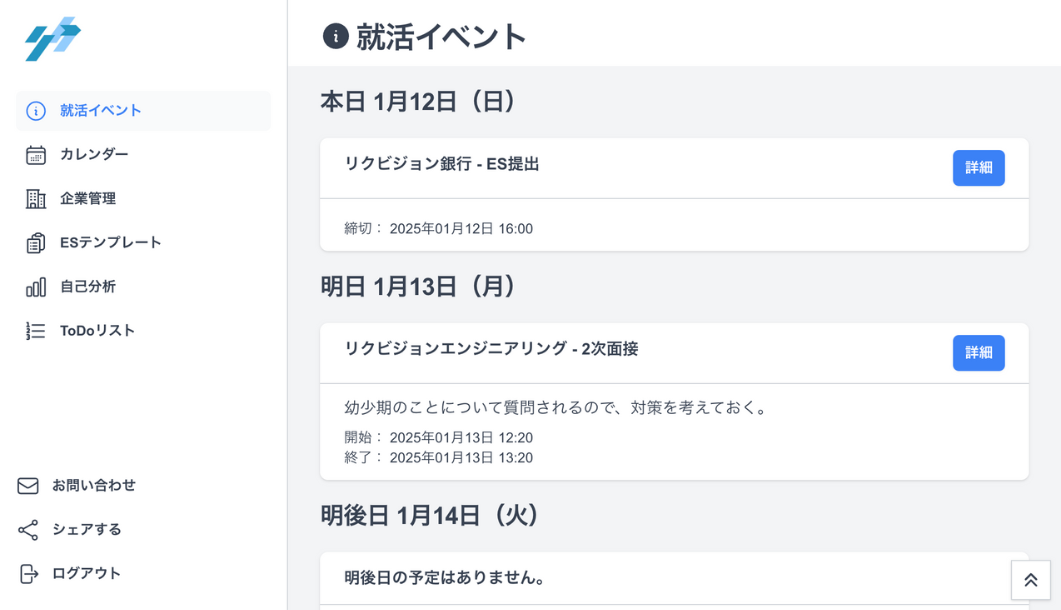 就活イベント
カレンダー
企業管理
ESテンプレート
自己分析
ToDoリスト
お問い合わせ
シェアする
ログアウト
就活イベント
本日 1月12日（日）
リクビジョン銀行 - ES提出
詳細
締切： 2025年01月12日 16:00
明日 1月13日（月）
リクビジョンエンジニアリング - 2次面接
詳細
幼少期のことについて質問されるので、対策を考えておく。
開始： 2025年01月13日 12:20
終了： 2025年01月13日 13:20
明後日 1月14日（火）
明後日の予定はありません。